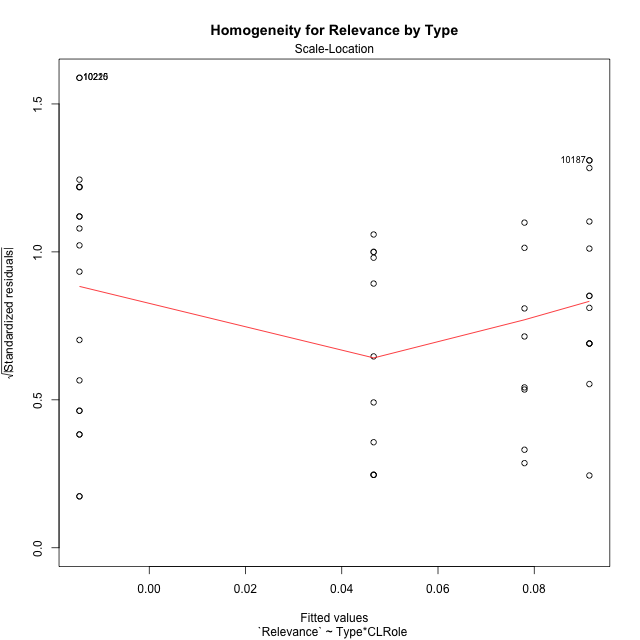 Homogeneity for Relevance by Type
Scale-Location
1.5
1.0
0.5
0.0
√|Standardized residuals|
10187
0.00 0.02 0.04 0.06 0.08
Fitted values
`Relevance` ~ Type*CLRole